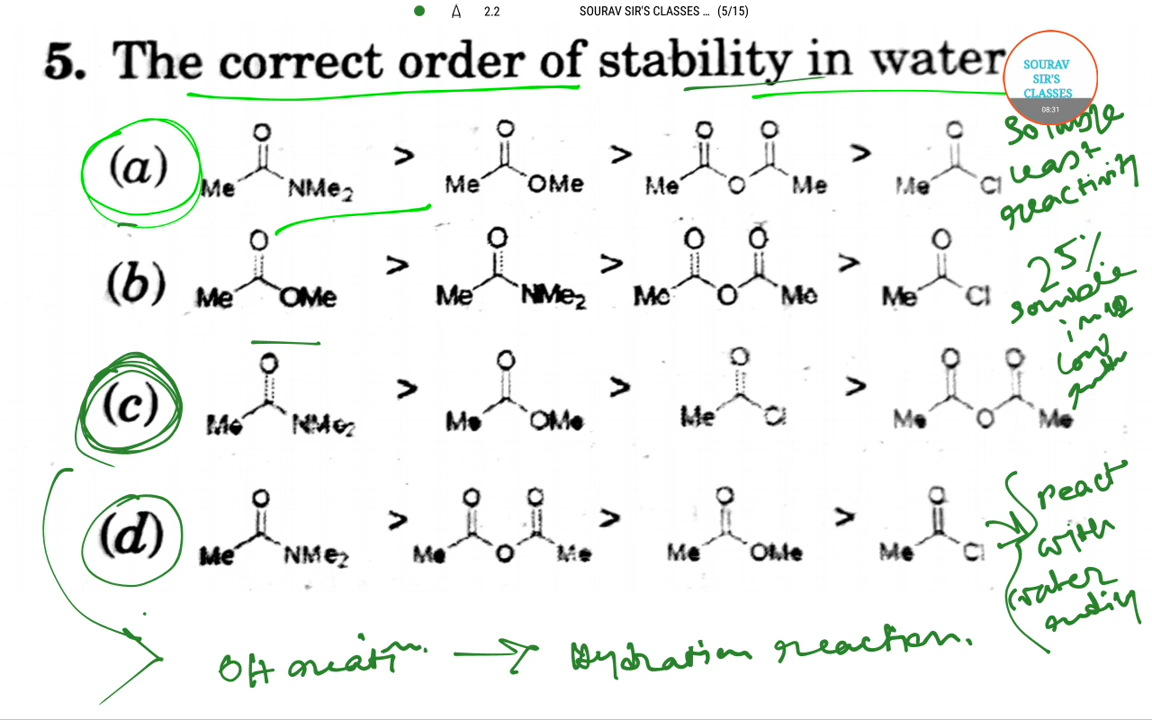 2.2 SOURAV SIR'S CLASSES ... (5/15)
5. The correct order of stability in water
SOURAV
SIR'S
CLASSES
08:31
(a) Me O NMe2 > Me O OMe > Me O O O Me > Me O Cl
soluble
least
reactivity
(b) Me O OMe > Me O NMe2 > Me O O O Me > Me O Cl
25%
(c) Me O NMe2 > Me O OMe > Me O Cl > Me O O O Me
(d) Me O NMe2 > Me O O O Me > Me O OMe > Me O Cl
react
with
water
OH → Hydration reaction.